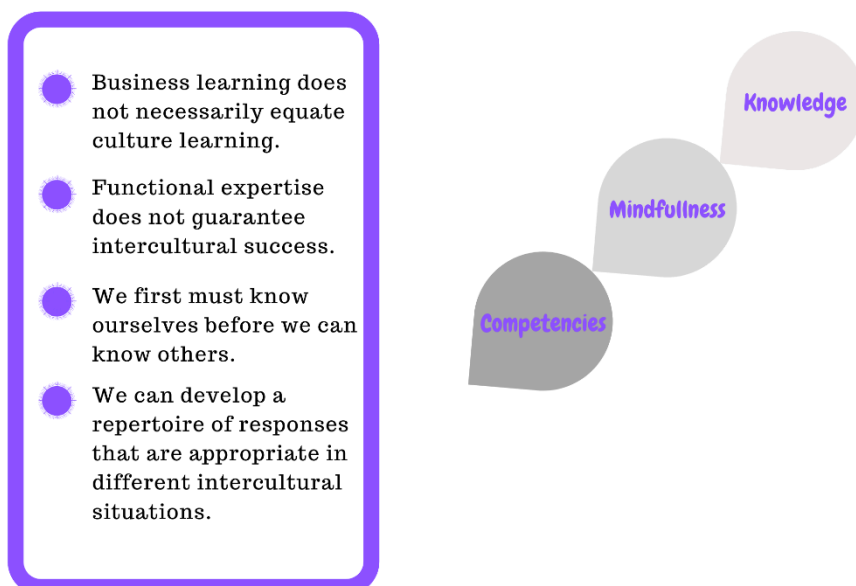 Business learning does
not necessarily equate
culture learning.
Functional expertise
does not guarantee
intercultural success.
We first must know
ourselves before we can
know others.
We can develop a
repertoire of responses
that are appropriate in
different intercultural
situations.
Knowledge
Mindfullness
Competencies